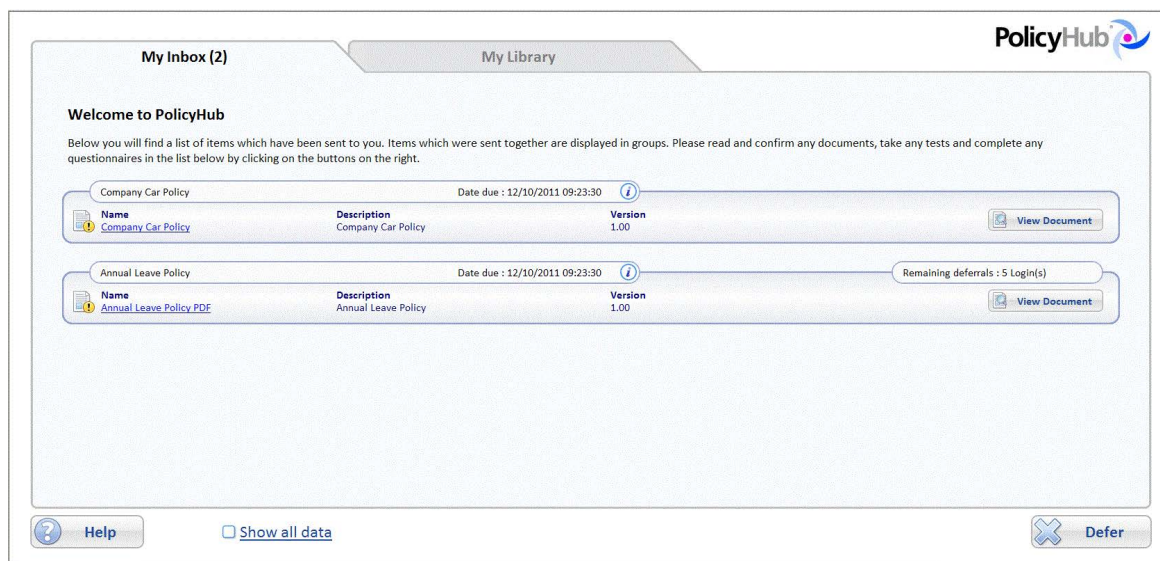 PolicyHub
My Inbox (2)
My Library
Welcome to PolicyHub
Below you will find a list of items which have been sent to you. Items which were sent together are displayed in groups. Please read and confirm any documents, take any tests and complete any
questionnaires in the list below by clicking on the buttons on the right.
Company Car Policy Date due : 12/10/2011 09:23:30 i
Name Description Version
Company Car Policy Company Car Policy 1.00 View Document
Annual Leave Policy Date due : 12/10/2011 09:23:30 i Remaining deferrals : 5 Login(s)
Name Description Version
Annual Leave Policy PDF Annual Leave Policy 1.00 View Document
? Help Show all data Defer